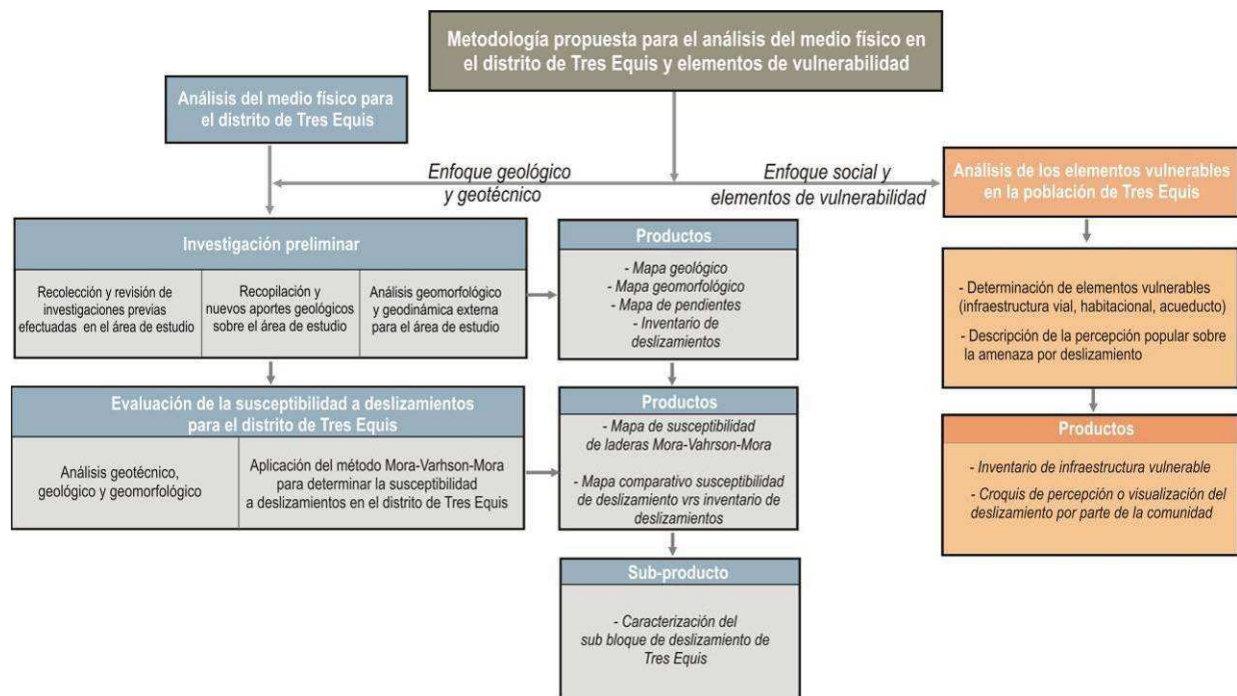 Metodología propuesta para el análisis del medio físico en
el distrito de Tres Equis y elementos de vulnerabilidad
Análisis del medio físico para
el distrito de Tres Equis
Enfoque geológico
y geotécnico
Enfoque social y
elementos de vulnerabilidad
Análisis de los elementos vulnerables
en la población de Tres Equis
Investigación preliminar
Recolección y revisión de
investigaciones previas
efectuadas en el área de estudio
Recopilación y
nuevos aportes geológicos
sobre el área de estudio
Análisis geomorfológico
y geodinámica externa
para el área de estudio
Productos
- Mapa geológico
- Mapa geomorfológico
- Mapa de pendientes
- Inventario de
deslizamientos
- Determinación de elementos vulnerables
(infraestructura vial, habitacional, acueducto)
- Descripción de la percepción popular sobre
la amenaza por deslizamiento
Evaluación de la susceptibilidad a deslizamientos
para el distrito de Tres Equis
Análisis geotécnico,
geológico y geomorfológico
Aplicación del método Mora-Varhson-Mora
para determinar la susceptibilidad
a deslizamientos en el distrito de Tres Equis
Productos
- Mapa de susceptibilidad
de laderas Mora-Vahrson-Mora
- Mapa comparativo susceptibilidad
de deslizamiento vrs inventario de
deslizamientos
Productos
- Inventario de infraestructura vulnerable
- Croquis de percepción o visualización del
deslizamiento por parte de la comunidad
Sub-producto
- Caracterización del
sub bloque de deslizamiento de
Tres Equis